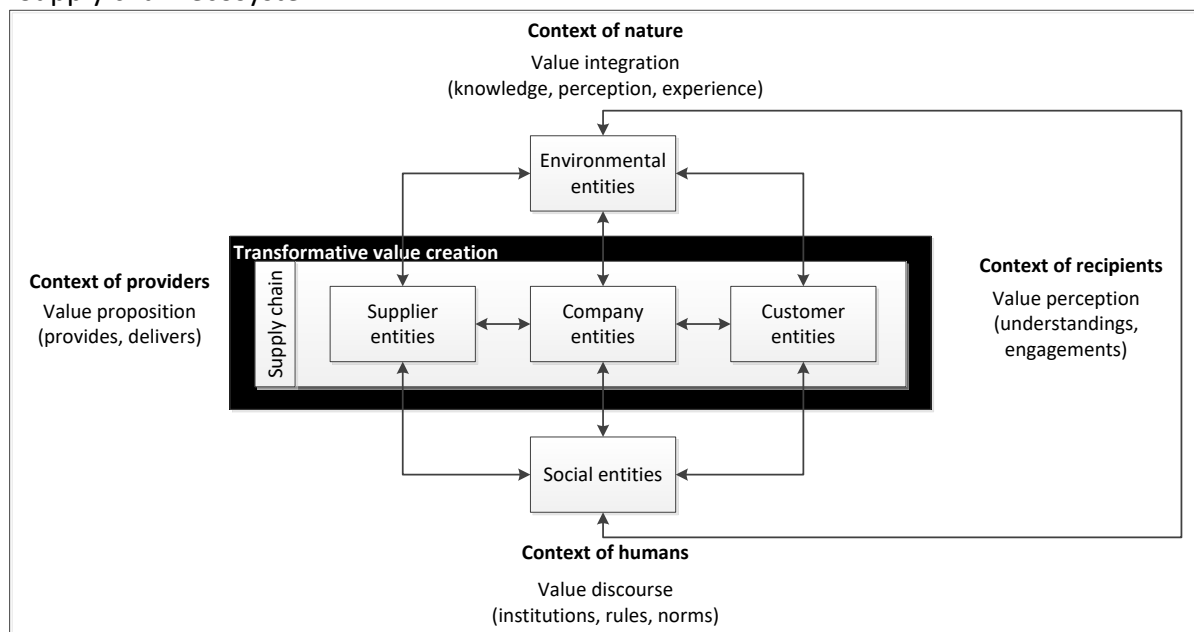 Context of nature
Value integration
(knowledge, perception, experience)
Environmental
entities
Transformative value creation
Context of providers
Value proposition
(provides, delivers)
Supply chain
Supplier
entities
Company
entities
Customer
entities
Context of recipients
Value perception
(understandings,
engagements)
Social entities
Context of humans
Value discourse
(institutions, rules, norms)